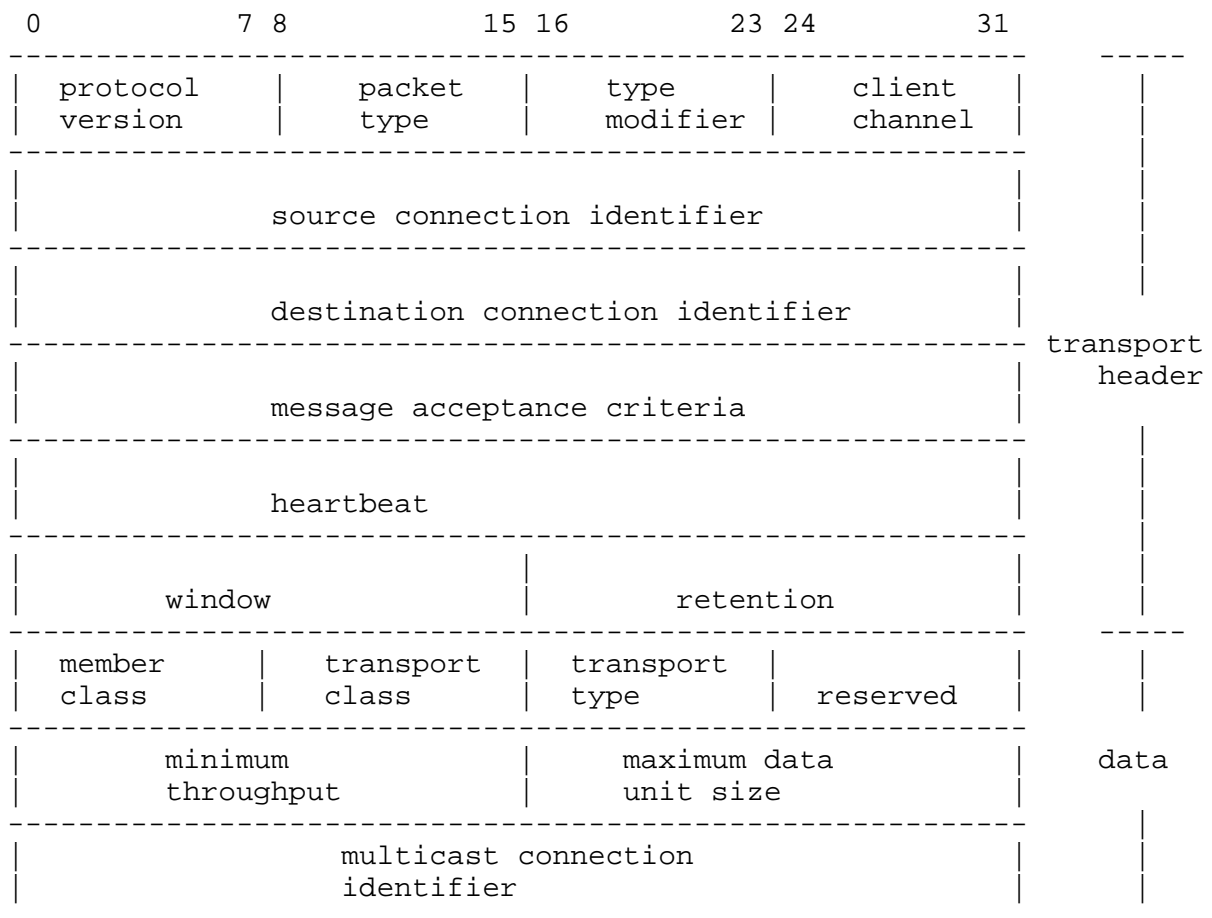 0 7 8 15 16 23 24 31
protocol packet type client
version type modifier channel
source connection identifier
destination connection identifier
transport
header
message acceptance criteria
heartbeat
window retention
member transport transport
class class type reserved
minimum maximum data data
throughput unit size
multicast connection
identifier